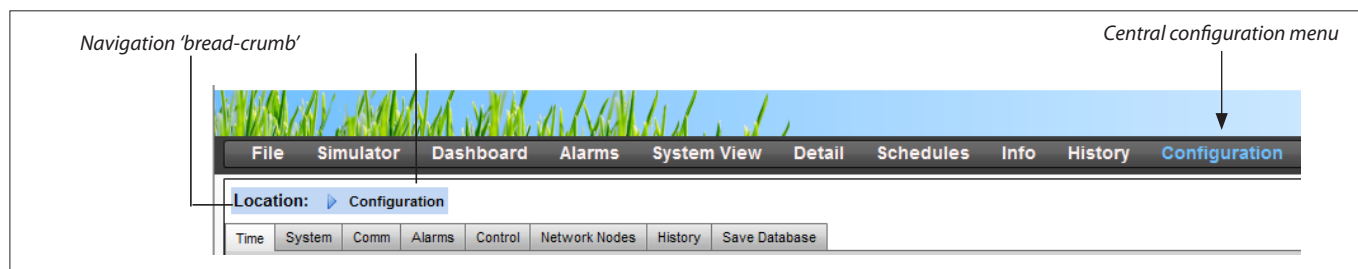 Navigation ‘bread-crumb’
Central configuration menu
File Simulator Dashboard Alarms System View Detail Schedules Info History Configuration
Location: Configuration
Time System Comm Alarms Control Network Nodes History Save Database